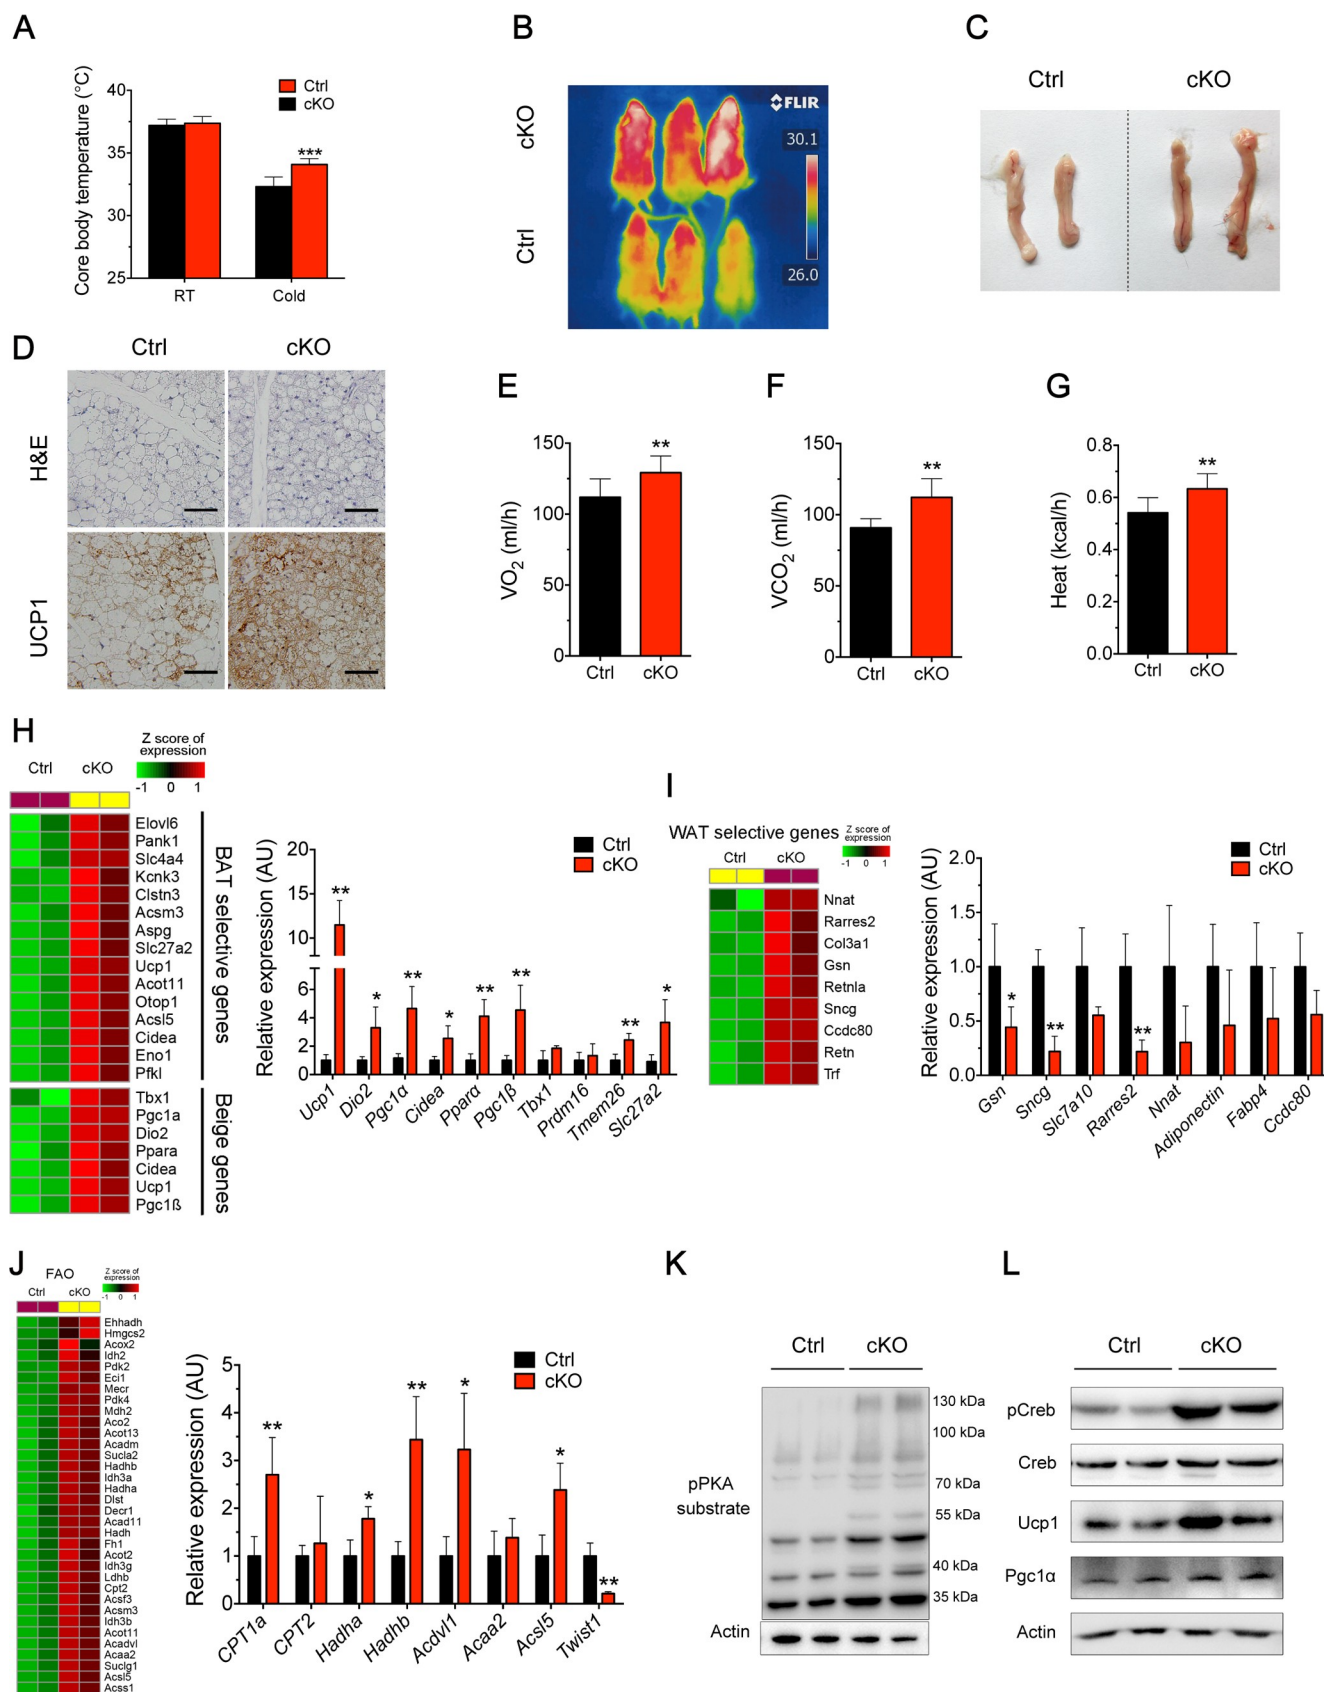 A
Core body temperature (°C)
40
35
30
25
Ctrl
cKO
***
RT
Cold
B
cKO
Ctrl
FLIR
30.1
26.0
C
Ctrl
cKO
D
Ctrl
cKO
H&E
UCP1
E
VO2 (ml/h)
150
100
50
0
**
Ctrl
cKO
F
VCO2 (ml/h)
150
100
50
0
**
Ctrl
cKO
G
Heat (kcal/h)
0.8
0.6
0.4
0.2
0.0
**
Ctrl
cKO
H
Z score of
expression
Ctrl
cKO
-1 0 1
Elovl6
Pank1
Slc4a4
Kcnk3
Clstn3
Acsm3
Aspg
Slc27a2
Ucp1
Acot11
Otop1
Acsl5
Cidea
Eno1
Pfkl
BAT selective genes
Tbx1
Pgc1a
Dio2
Ppara
Cidea
Ucp1
Pgc1ß
Beige genes
Relative expression (AU)
20
15
10
6
4
2
0
Ctrl
cKO
** * ** * ** ** ** *
Ucp1
Dio2
Pgc1α
Cidea
Pparα
Pgc1β
Tbx1
Prdm16
Tmem26
Slc27a2
I
WAT selective genes
Z score of
expression
-1 0 1
Ctrl
cKO
Nnat
Rarres2
Col3a1
Gsn
Retnla
Sncg
Ccdc80
Retn
Trf
Relative expression (AU)
2.0
1.5
1.0
0.5
0.0
Ctrl
cKO
* ** **
Gsn
Sncg
Slc7a10
Rarres2
Nnat
Adiponectin
Fabp4
Ccdc80
J
FAO
Z score of
expression
-1 0 1
Ctrl
cKO
Ehhadh
Hmgcs2
Acox2
Idh2
Pdk2
Eci1
Mecr
Pdk4
Mdh2
Aco2
Acot13
Acadm
Sucla2
Hadhb
Idh3a
Hadha
Dlst
Decr1
Acad11
Hadh
Fh1
Acot2
Idh3g
Ldhb
Cpt2
Acsf3
Acsm3
Idh3b
Acot11
Acadvl
Acaa2
Suclg1
Acsl5
Acss1
Relative expression (AU)
5
4
3
2
1
0
Ctrl
cKO
** * ** * * **
CPT1a
CPT2
Hadha
Hadhb
Acdvl1
Acaa2
Acsl5
Twist1
K
Ctrl
cKO
pPKA
substrate
130 kDa
100 kDa
70 kDa
55 kDa
40 kDa
35 kDa
Actin
L
Ctrl
cKO
pCreb
Creb
Ucp1
Pgc1α
Actin